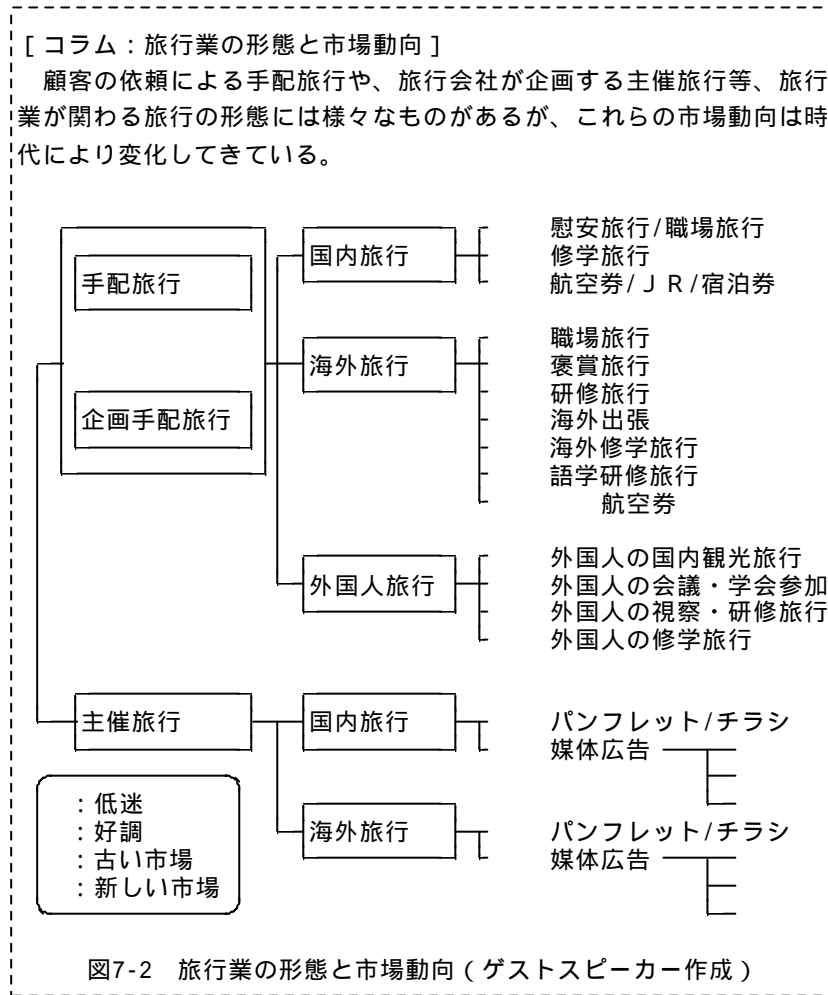 [コラム：旅行業の形態と市場動向]
顧客の依頼による手配旅行や、旅行会社が企画する主催旅行等、旅行
業が関わる旅行の形態には様々なものがあるが、これらの市場動向は時
代により変化してきている。
手配旅行
企画手配旅行
国内旅行
慰安旅行/職場旅行
修学旅行
航空券/ＪＲ/宿泊券
海外旅行
職場旅行
褒賞旅行
研修旅行
海外出張
海外修学旅行
語学研修旅行
航空券
外国人旅行
外国人の国内観光旅行
外国人の会議・学会参加
外国人の視察・研修旅行
外国人の修学旅行
主催旅行
国内旅行
パンフレット/チラシ
媒体広告
海外旅行
パンフレット/チラシ
媒体広告
：低迷
：好調
：古い市場
：新しい市場
図7-2　旅行業の形態と市場動向（ゲストスピーカー作成）